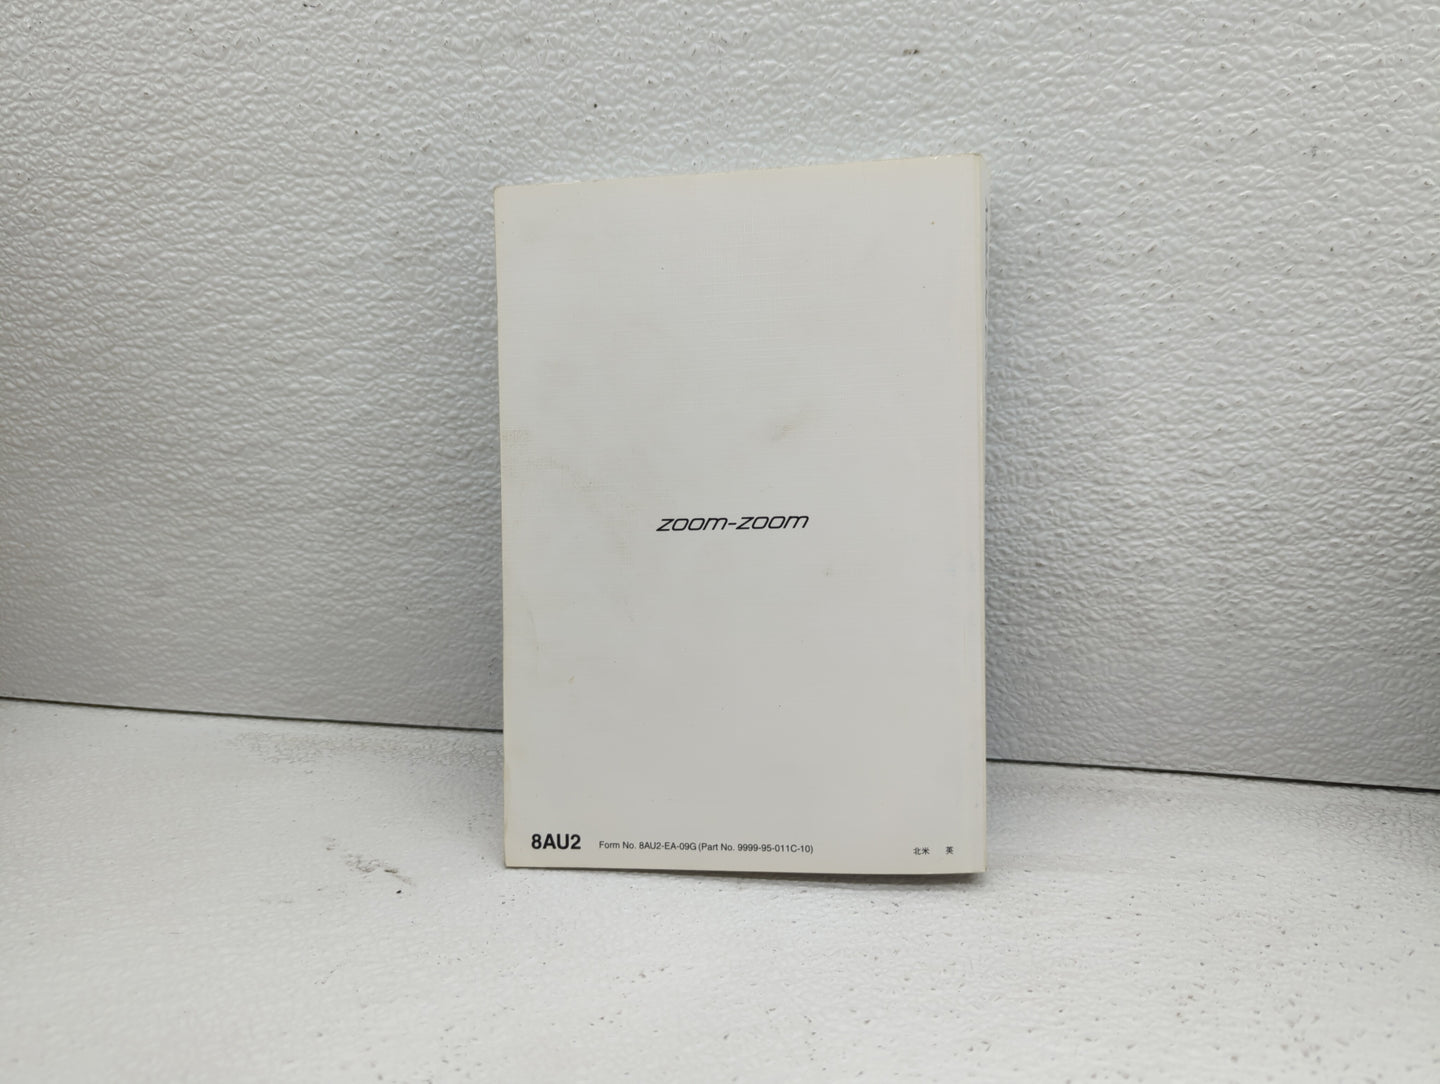 zoom-zoom
8AU2 Form No. 8AU2-EA-09G (Part No. 9999-95-011C-10) 北米 英